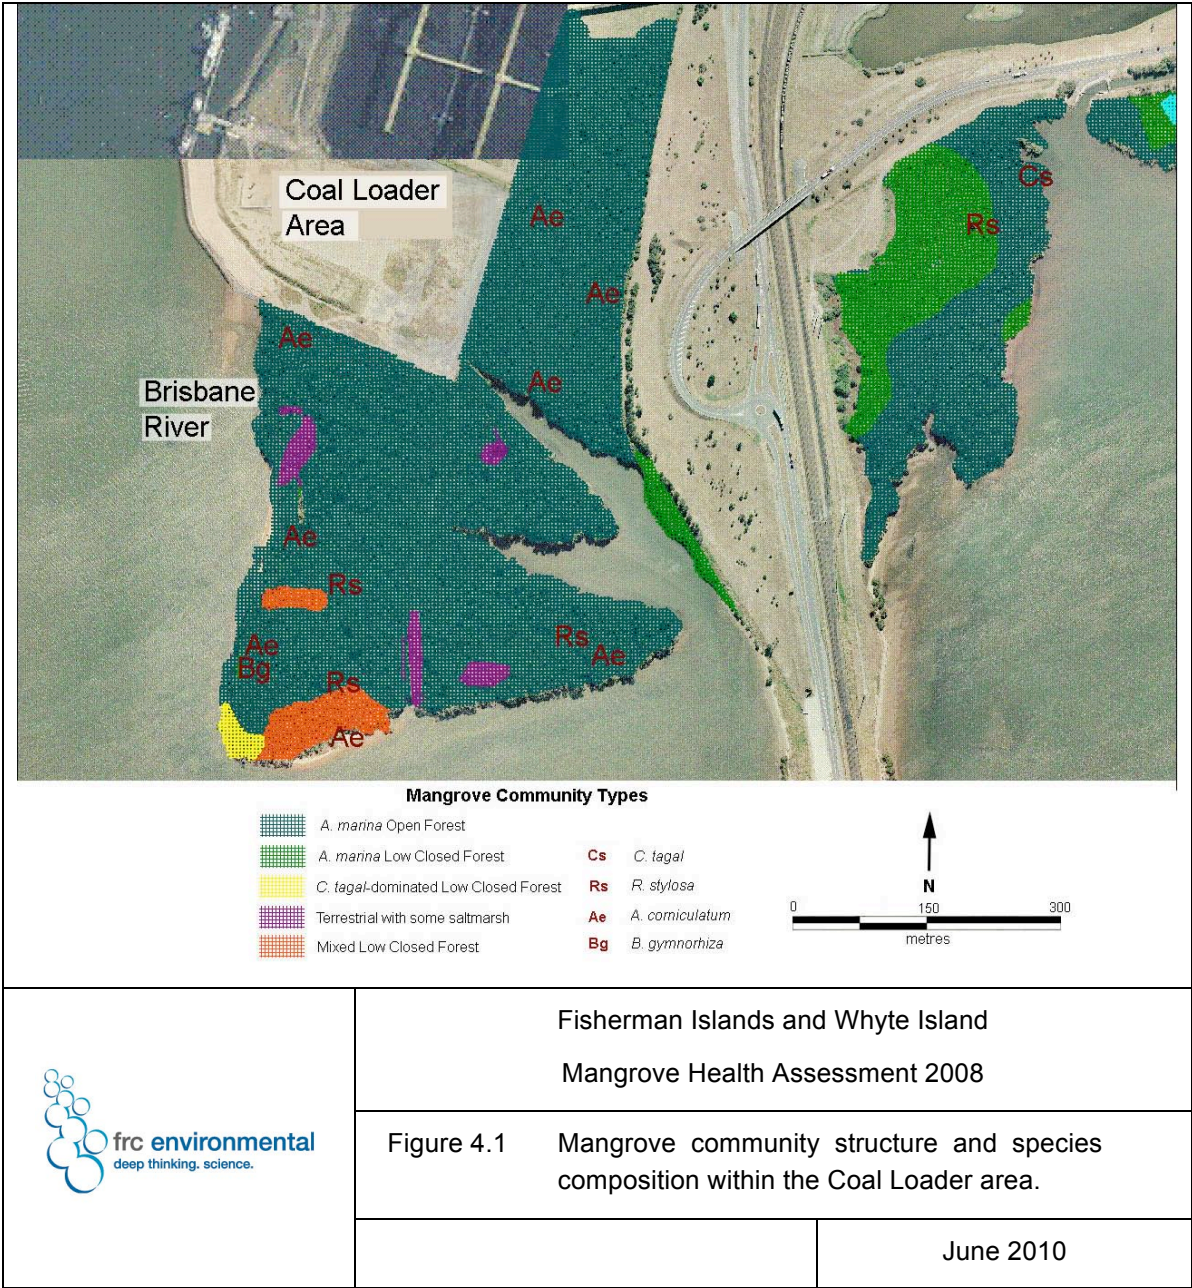 Coal Loader
Area
Ae
Cs
Rs
Ae
Ae
Ae
Brisbane
River
Ae
Ae
Rs
Ae
Bg
Rs
Ae
Rs
Ae
Mangrove Community Types
A. marina Open Forest
A. marina Low Closed Forest
C. tagal-dominated Low Closed Forest
Terrestrial with some saltmarsh
Mixed Low Closed Forest
Cs C. tagal
Rs R. stylosa
Ae A. corniculatum
Bg B. gymnorhiza
N
0 150 300
metres
frc environmental
deep thinking. science.
Fisherman Islands and Whyte Island
Mangrove Health Assessment 2008
Figure 4.1 Mangrove community structure and species
composition within the Coal Loader area.
June 2010